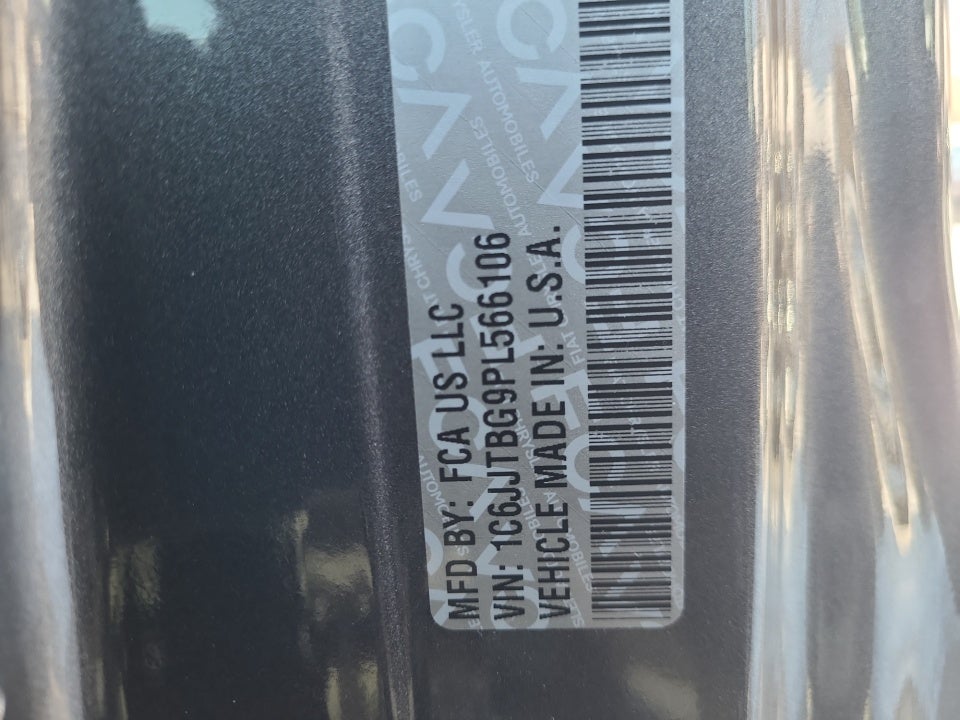 MFD BY: FCA US LLC
VIN: 1C6JJTBG9PL566106
VEHICLE MADE IN: U.S.A.